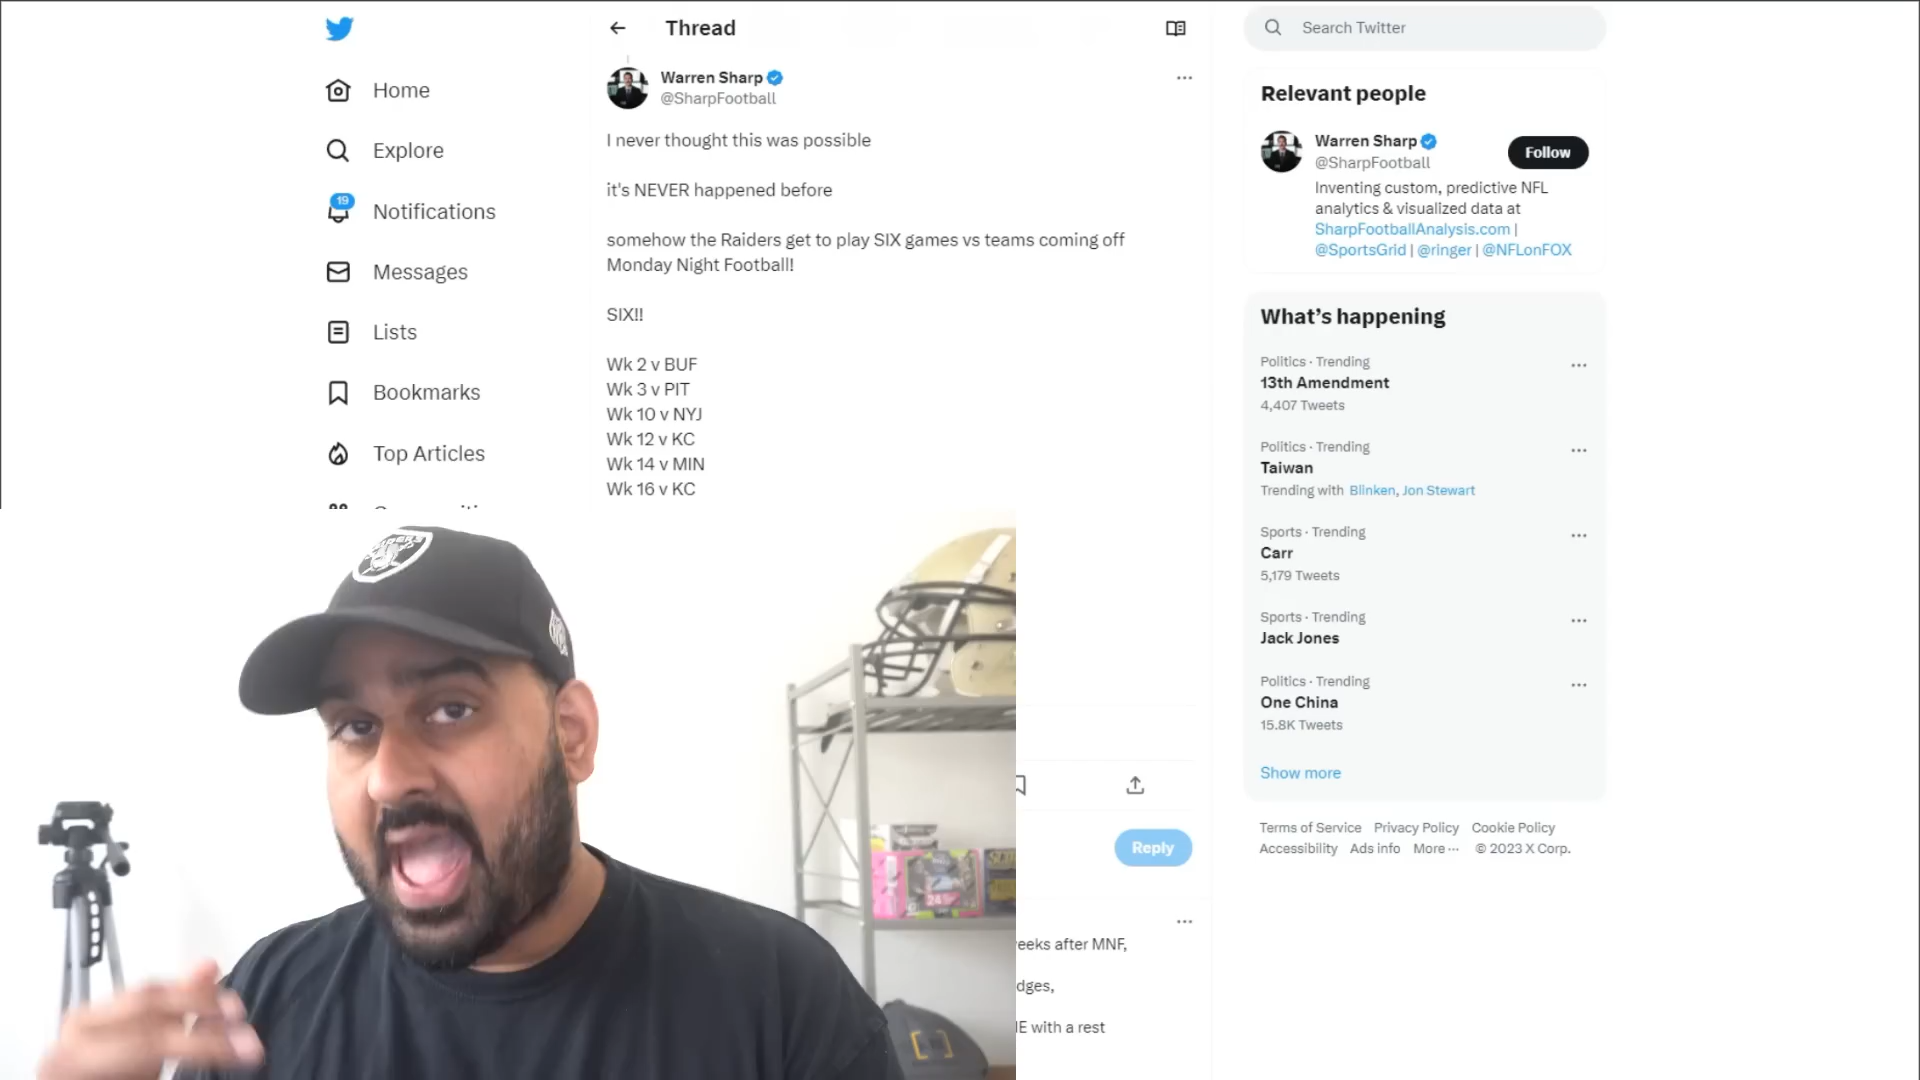 Home
Explore
19
Notifications
Messages
Lists
Bookmarks
Top Articles
Thread
Warren Sharp
@SharpFootball
I never thought this was possible
it's NEVER happened before
somehow the Raiders get to play SIX games vs teams coming off
Monday Night Football!
SIX!!
Wk 2 v BUF
Wk 3 v PIT
Wk 10 v NYJ
Wk 12 v KC
Wk 14 v MIN
Wk 16 v KC
RAIDERS
24
Reply
eeks after MNF,
dges,
E with a rest
Search Twitter
Relevant people
Warren Sharp
Follow
@SharpFootball
Inventing custom, predictive NFL
analytics & visualized data at
SharpFootballAnalysis.com |
@SportsGrid | @ringer | @NFLonFOX
What's happening
Politics · Trending
13th Amendment
4,407 Tweets
Politics · Trending
Taiwan
Trending with Blinken, Jon Stewart
Sports · Trending
Carr
5,179 Tweets
Sports · Trending
Jack Jones
Politics · Trending
One China
15.8K Tweets
Show more
Terms of Service Privacy Policy Cookie Policy
Accessibility Ads info More ··· © 2023 X Corp.